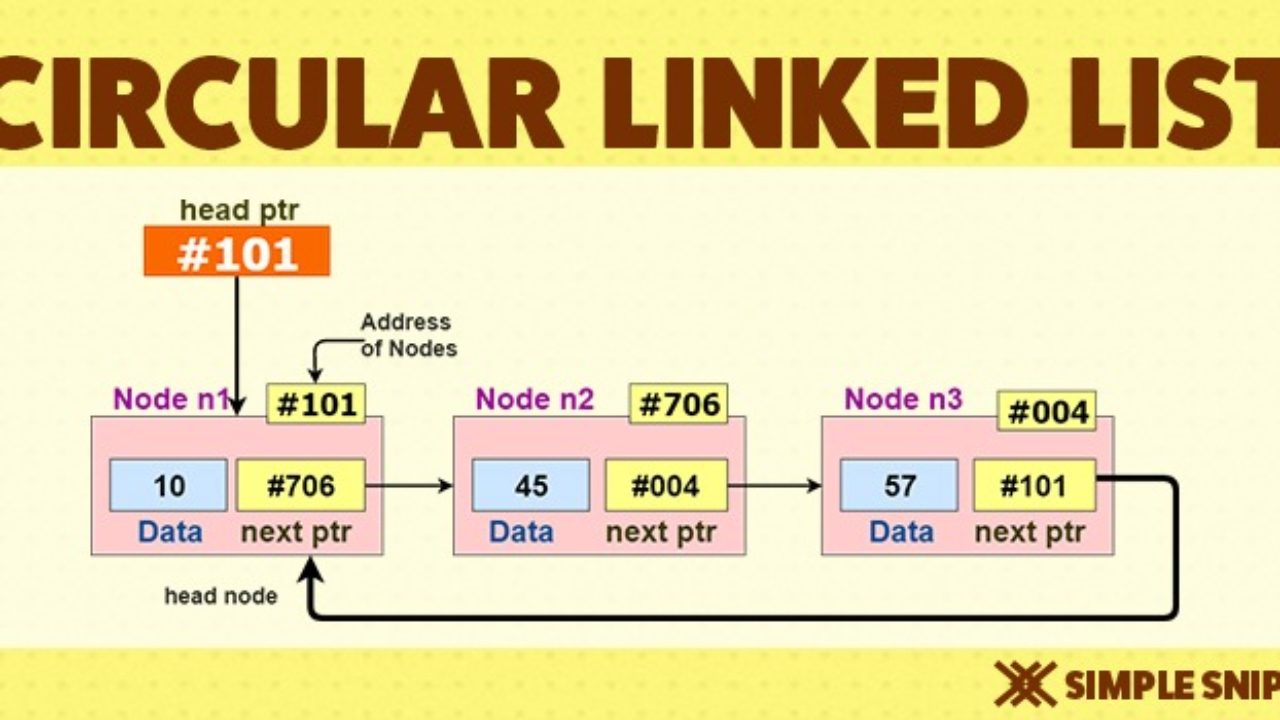 CIRCULAR LINKED LIST
head ptr
#101
Address
of Nodes
Node n1
#101
Node n2
#706
Node n3
#004
10
#706
45
#004
57
#101
Data
next ptr
Data
next ptr
Data
next ptr
head node
SIMPLE SNIP